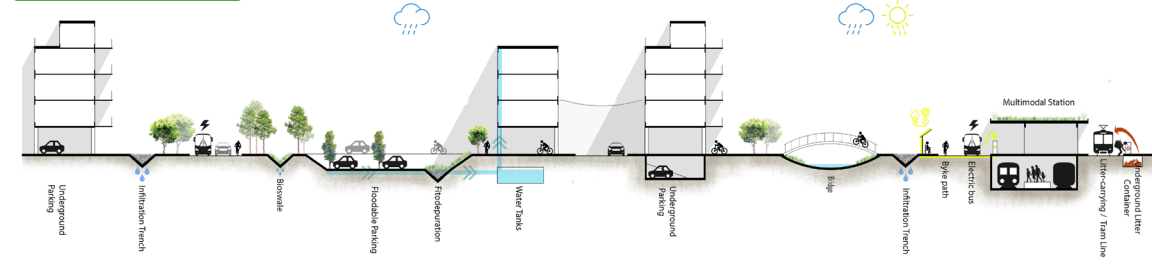 Multimodal Station
Underground
Parking
Infiltration Trench
Bioswale
Floodable Parking
Fitodepuration
Water Tanks
Underground
Parking
Bridge
Infiltration Trench
Byke path
Electric bus
Litter-carrying / Tram Line
Underground Litter
Container